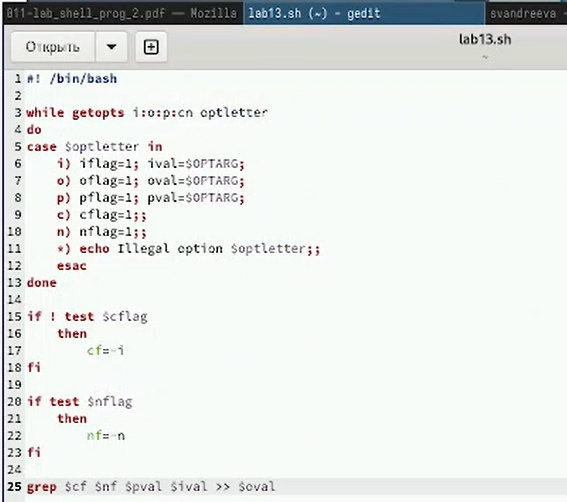 011-lab_shell_prog_2.pdf — Mozilla
lab13.sh (~) - gedit
svandreeva -
Открыть
lab13.sh
~
1 #! /bin/bash
2
3 while getopts i:o:p:cn optletter
4 do
5 case $optletter in
6     i) iflag=1; ival=$OPTARG;
7     o) oflag=1; oval=$OPTARG;
8     p) pflag=1; pval=$OPTARG;
9     c) cflag=1;;
10     n) nflag=1;;
11     *) echo Illegal option $optletter;;
12     esac
13 done
14
15 if ! test $cflag
16     then
17         cf=-i
18 fi
19
20 if test $nflag
21     then
22         nf=-n
23 fi
24
25 grep $cf $nf $pval $ival >> $oval